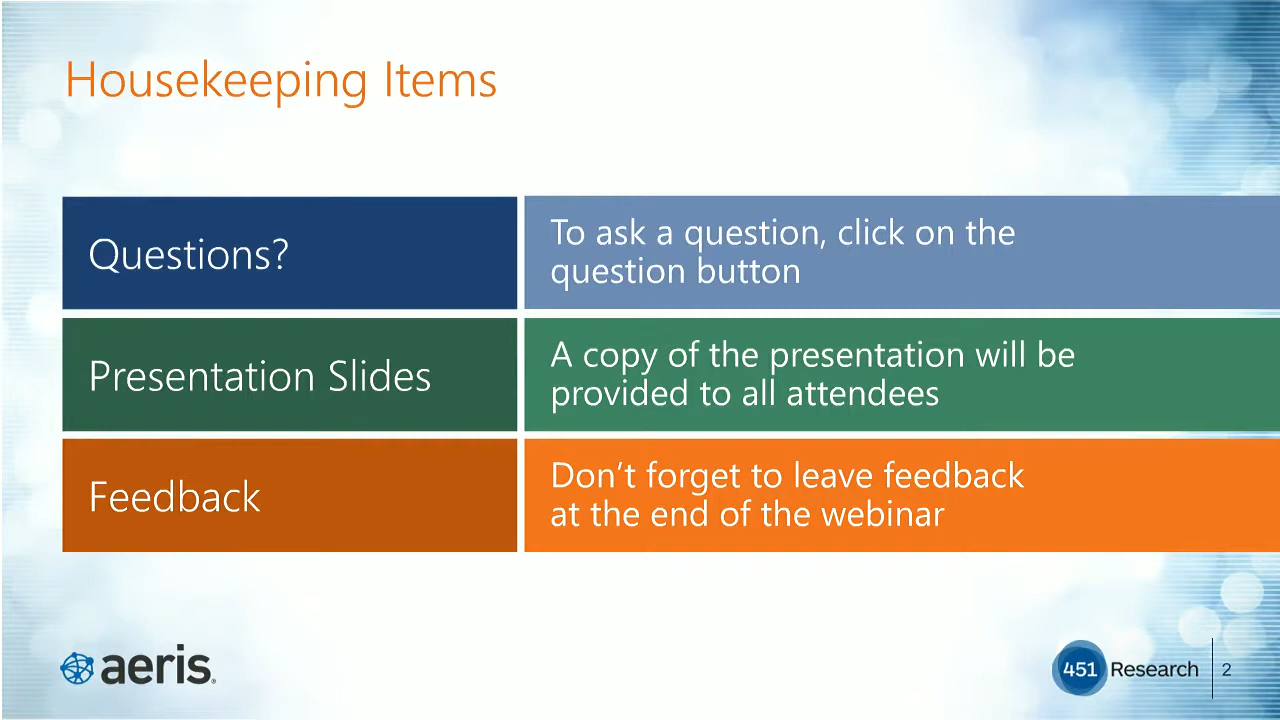 Housekeeping Items
Questions?
To ask a question, click on the
question button
Presentation Slides
A copy of the presentation will be
provided to all attendees
Feedback
Don’t forget to leave feedback
at the end of the webinar
aeris.
451 Research
2